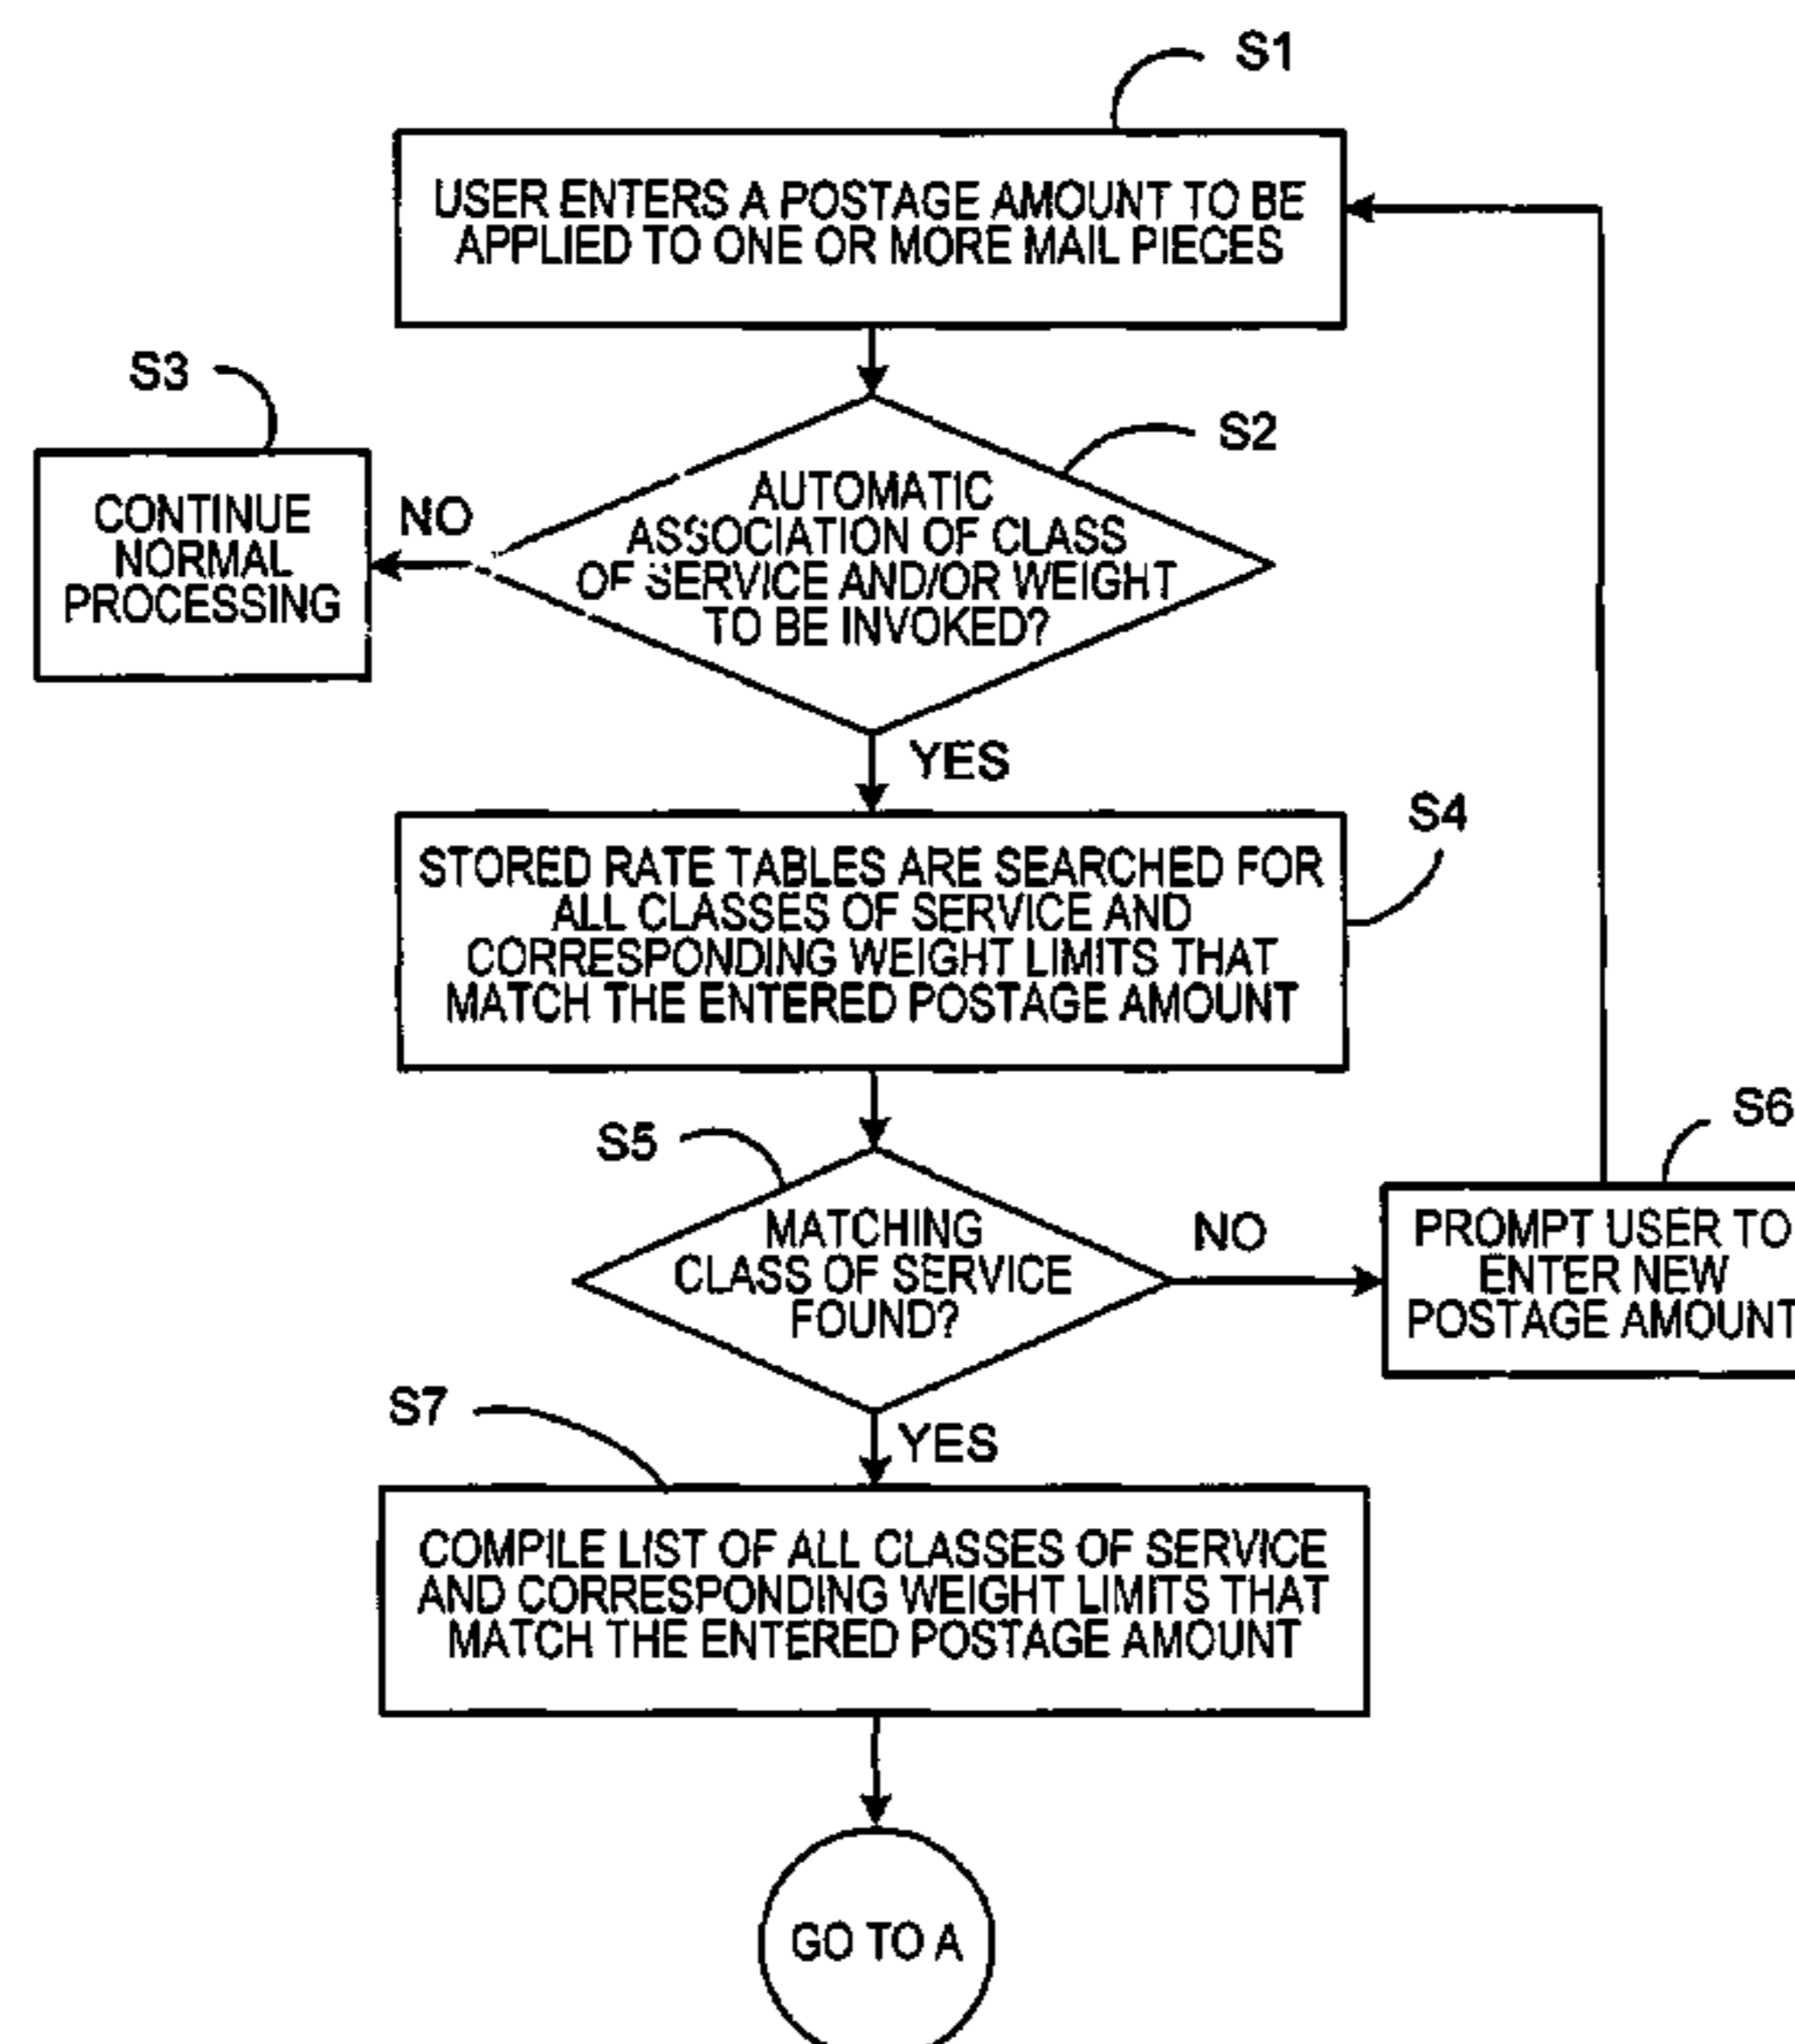 S1
USER ENTERS A POSTAGE AMOUNT TO BE
APPLIED TO ONE OR MORE MAIL PIECES
S3
S2
CONTINUE
NORMAL
PROCESSING
NO
AUTOMATIC
ASSOCIATION OF CLASS
OF SERVICE AND/OR WEIGHT
TO BE INVOKED?
YES
S4
STORED RATE TABLES ARE SEARCHED FOR
ALL CLASSES OF SERVICE AND
CORRESPONDING WEIGHT LIMITS THAT
MATCH THE ENTERED POSTAGE AMOUNT
S5
S6
MATCHING
CLASS OF SERVICE
FOUND?
NO
PROMPT USER TO
ENTER NEW
POSTAGE AMOUNT
S7
YES
COMPILE LIST OF ALL CLASSES OF SERVICE
AND CORRESPONDING WEIGHT LIMITS THAT
MATCH THE ENTERED POSTAGE AMOUNT
GO TO A